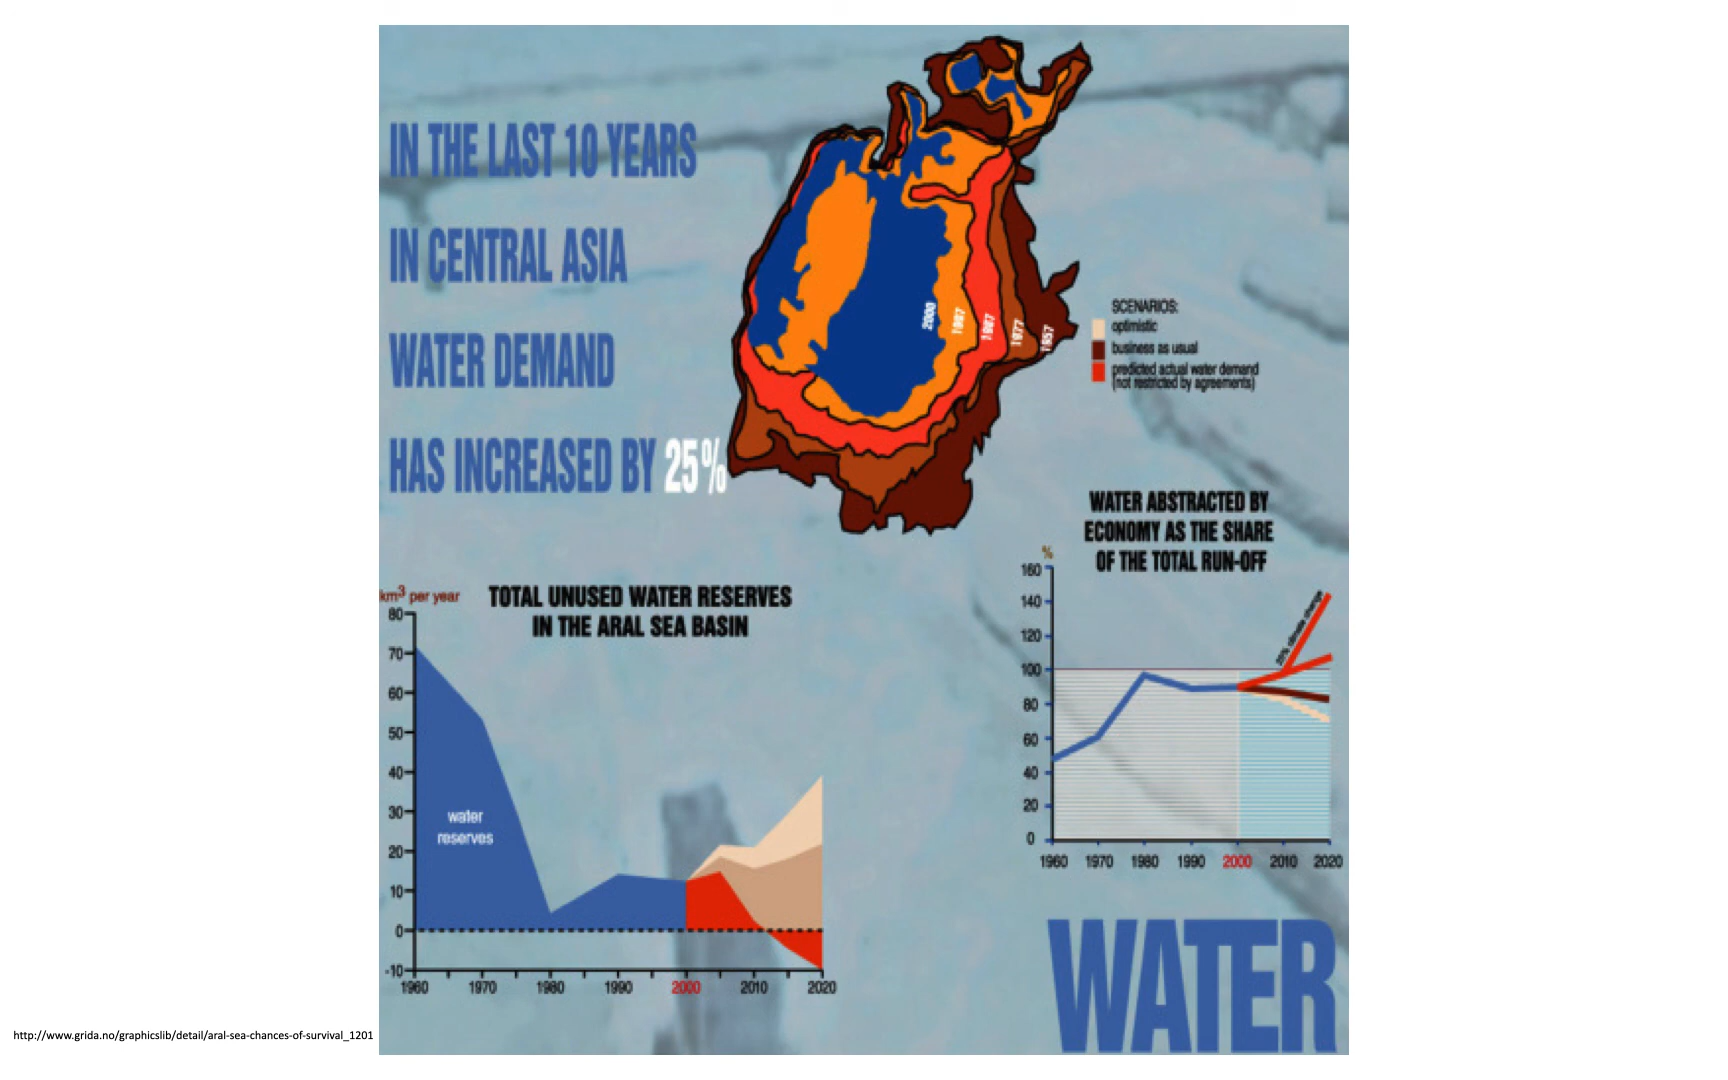 IN THE LAST 10 YEARS
IN CENTRAL ASIA
WATER DEMAND
HAS INCREASED BY 25%
2000
1997
1987
1977
1957
SCENARIOS:
optimistic
business as usual
predicted actual water demand
(not restricted by agreements)
WATER ABSTRACTED BY
ECONOMY AS THE SHARE
OF THE TOTAL RUN-OFF
%
160
140
120
100
80
60
40
20
0
climate change
1960 1970 1980 1990 2000 2010 2020
km3 per year
TOTAL UNUSED WATER RESERVES
IN THE ARAL SEA BASIN
80
70
60
50
40
30
20
10
0
-10
water
reserves
1960 1970 1980 1990 2000 2010 2020
WATER
http://www.grida.no/graphicslib/detail/aral-sea-chances-of-survival_1201